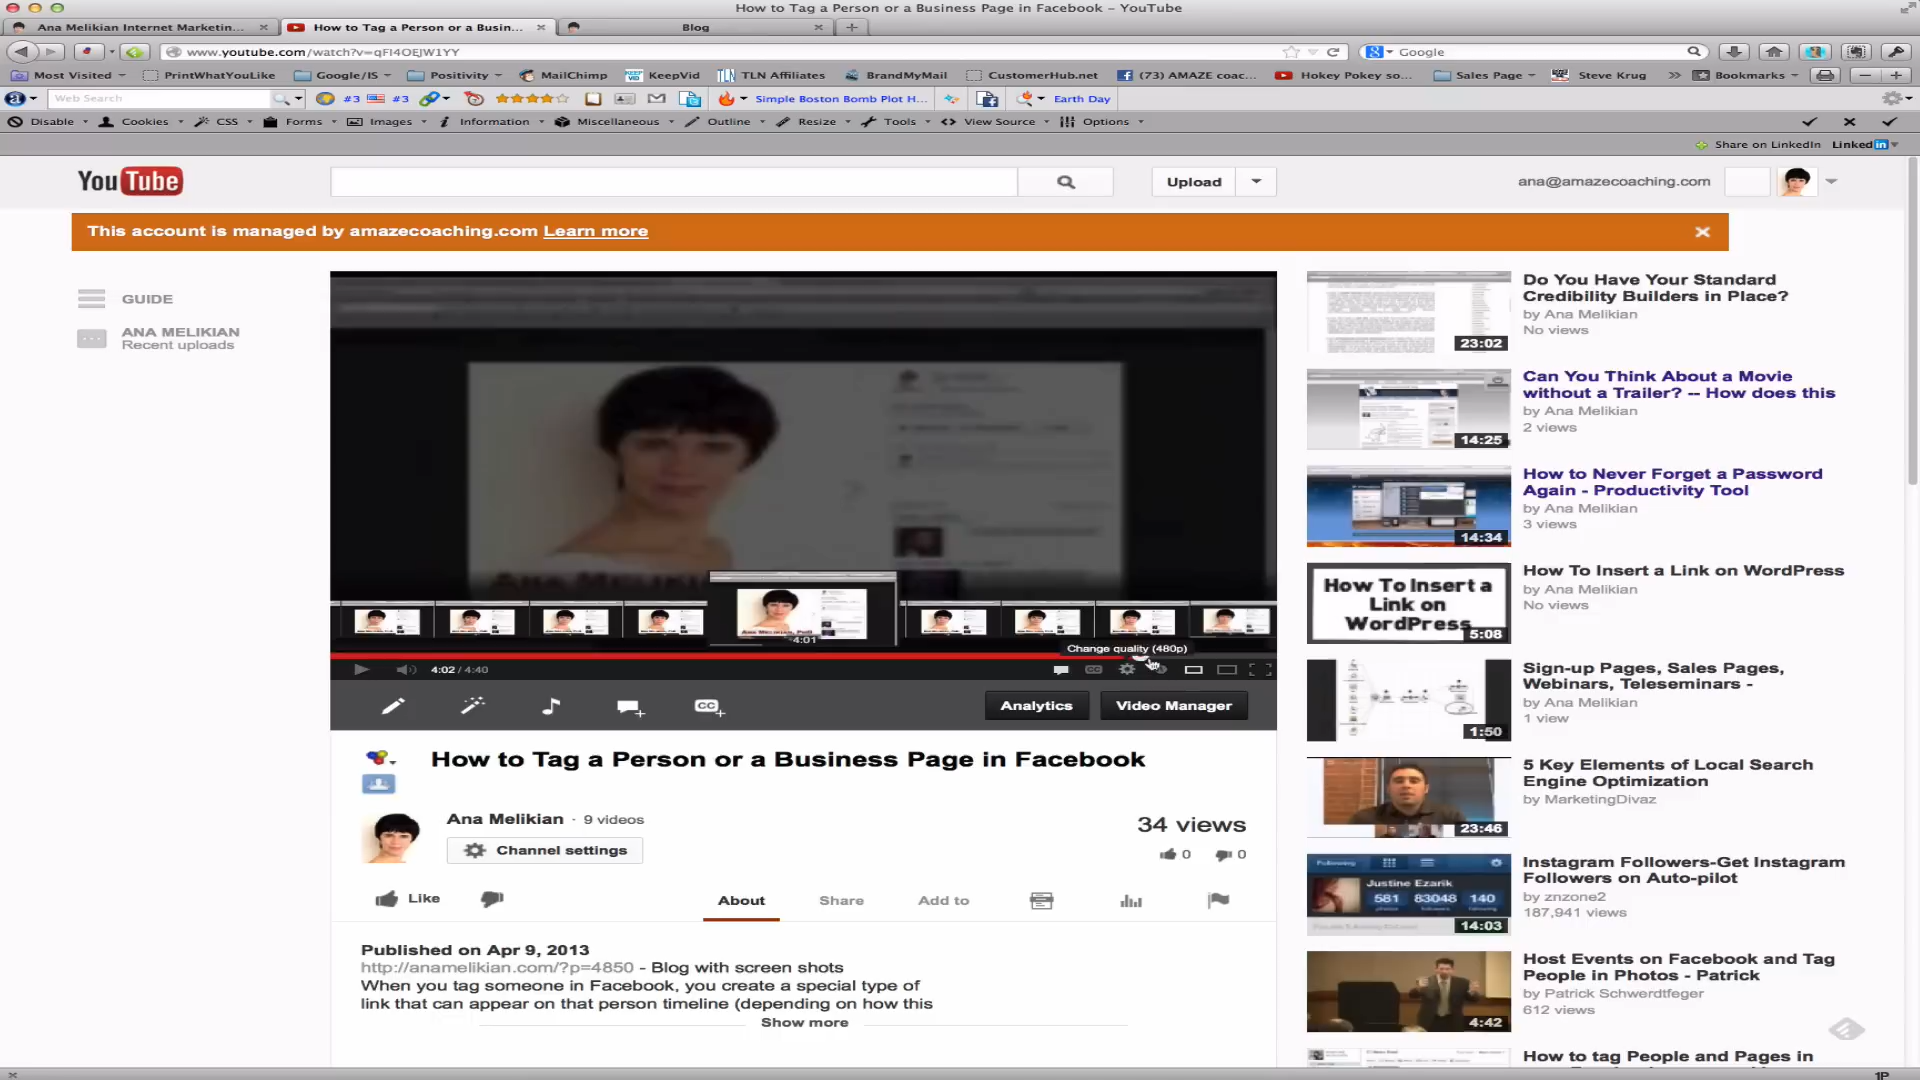 How to Tag a Person or a Business Page in Facebook – YouTube
Ana Melikian Internet Marketin...
How to Tag a Person or a Busin...
Blog
www.youtube.com/watch?v=qFI4OEJW1YY
Google
Most Visited
PrintWhatYouLike
Google/IS
Positivity
MailChimp
KeepVid
TLN Affiliates
BrandMyMail
CustomerHub.net
(73) AMAZE coac...
Hokey Pokey so...
Sales Page
Steve Krug
Bookmarks
Web Search
#3
#3
Simple Boston Bomb Plot H...
Earth Day
Disable
Cookies
CSS
Forms
Images
Information
Miscellaneous
Outline
Resize
Tools
View Source
Options
Share on LinkedIn
Linked in
YouTube
Upload
ana@amazecoaching.com
This account is managed by amazecoaching.com Learn more
GUIDE
ANA MELIKIAN
Recent uploads
4:01
Change quality (480p)
4:02 / 4:40
CC
Analytics
Video Manager
How to Tag a Person or a Business Page in Facebook
Ana Melikian · 9 videos
Channel settings
34 views
0
0
Like
About
Share
Add to
Published on Apr 9, 2013
http://anamelikian.com/?p=4850 - Blog with screen shots
When you tag someone in Facebook, you create a special type of
link that can appear on that person timeline (depending on how this
Show more
Do You Have Your Standard
Credibility Builders in Place?
by Ana Melikian
No views
23:02
Can You Think About a Movie
without a Trailer? -- How does this
by Ana Melikian
2 views
14:25
How to Never Forget a Password
Again - Productivity Tool
by Ana Melikian
3 views
14:34
How To Insert a
Link on
WordPress
5:08
How To Insert a Link on WordPress
by Ana Melikian
No views
Sign-up Pages, Sales Pages,
Webinars, Teleseminars -
by Ana Melikian
1 view
1:50
5 Key Elements of Local Search
Engine Optimization
by MarketingDivaz
23:46
Following
Justine Ezarik
581 83048 140
14:03
Instagram Followers-Get Instagram
Followers on Auto-pilot
by znzone2
187,941 views
Host Events on Facebook and Tag
People in Photos - Patrick
by Patrick Schwerdtfeger
612 views
4:42
How to tag People and Pages in
1P